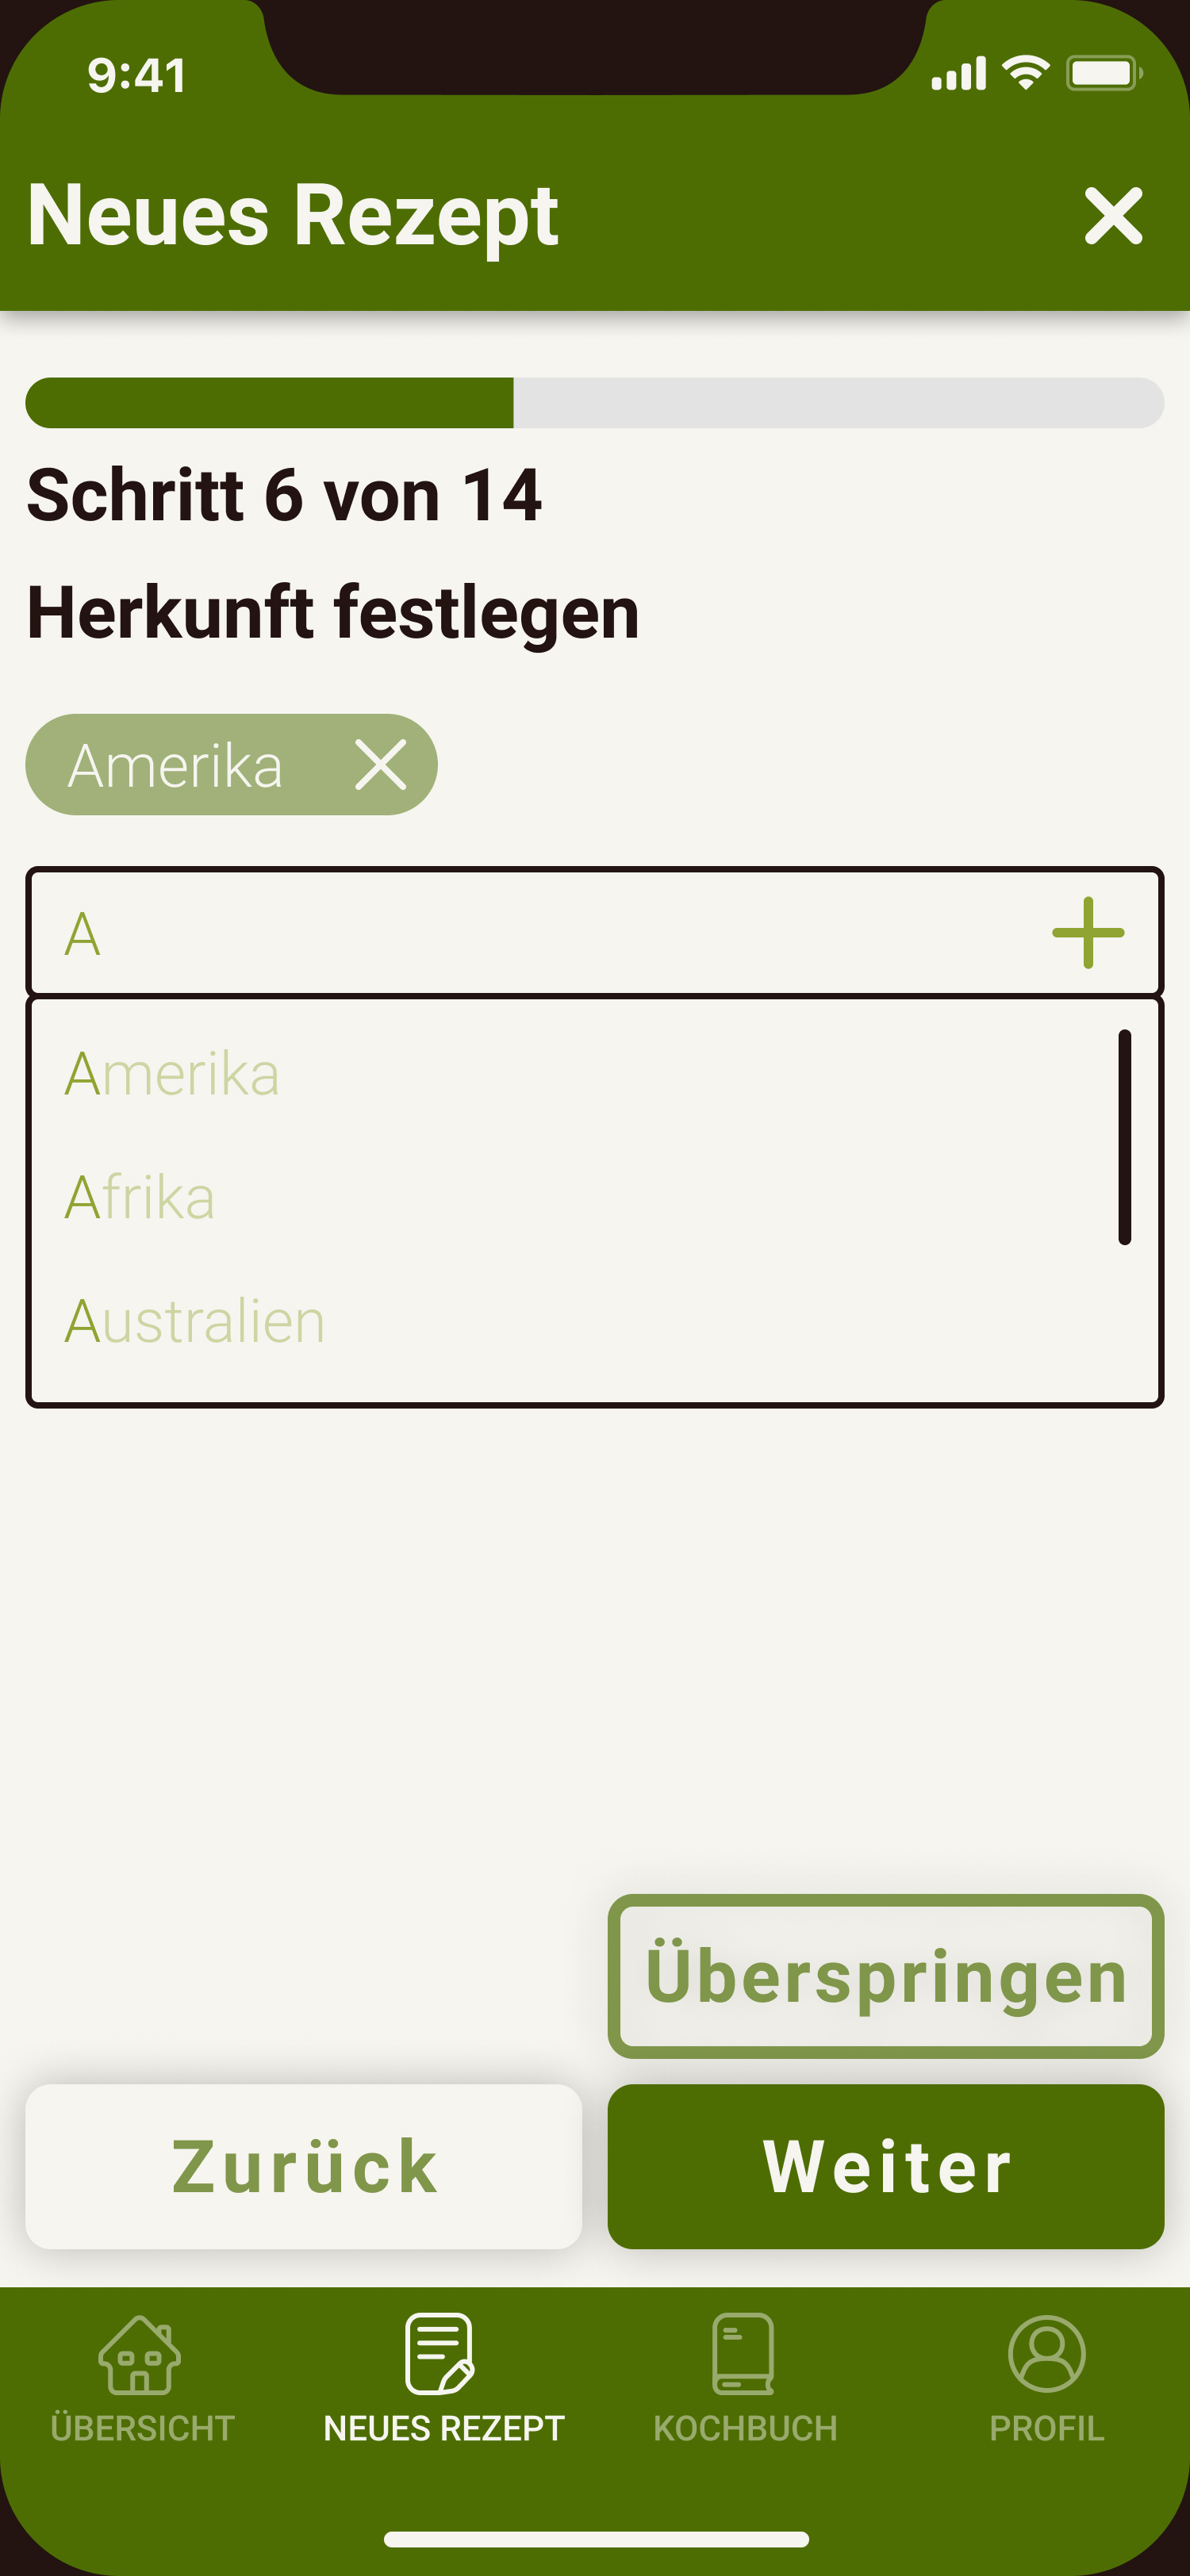 9:41
Neues Rezept
Schritt 6 von 14
Herkunft festlegen
Amerika
A
Amerika
Afrika
Australien
Überspringen
Zurück
Weiter
ÜBERSICHT
NEUES REZEPT
KOCHBUCH
PROFIL